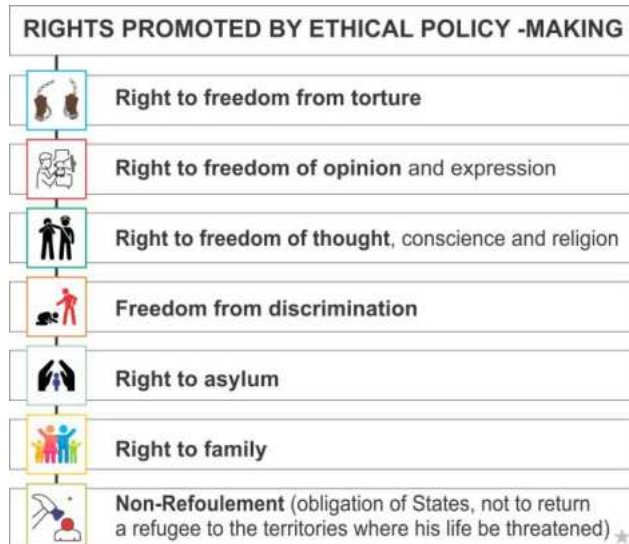 RIGHTS PROMOTED BY ETHICAL POLICY -MAKING
Right to freedom from torture
Right to freedom of opinion and expression
Right to freedom of thought, conscience and religion
Freedom from discrimination
Right to asylum
Right to family
Non-Refoulement (obligation of States, not to return
a refugee to the territories where his life be threatened)